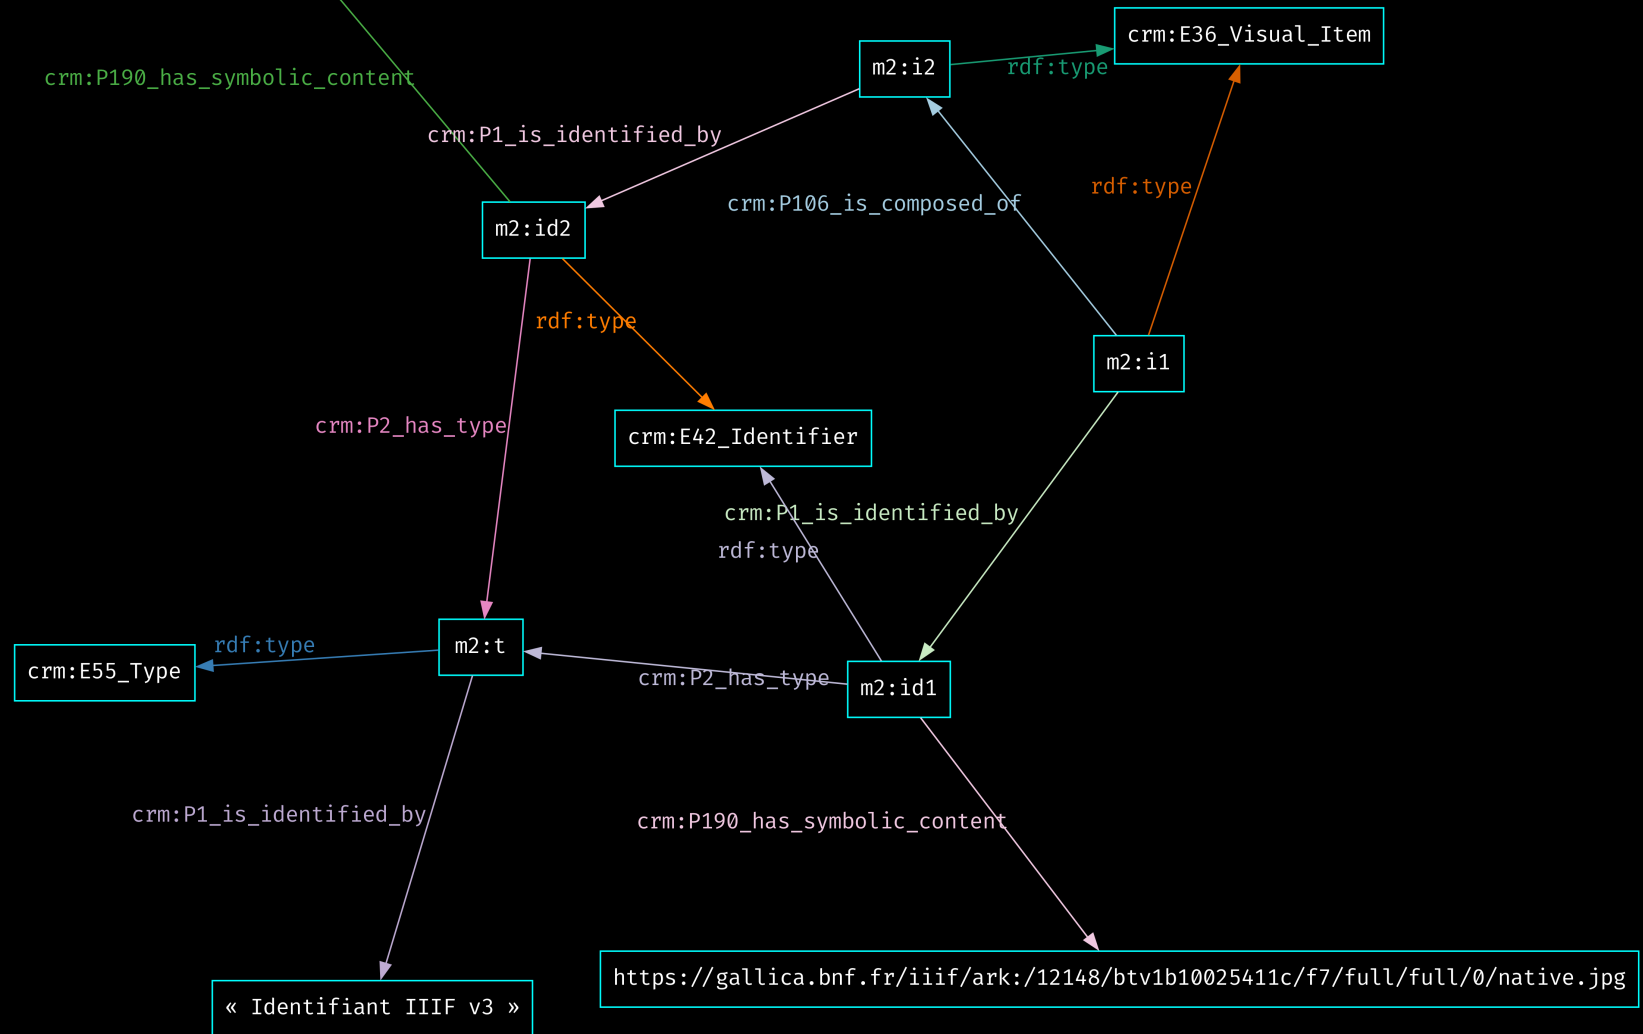 crm:E36_Visual_Item
m2:i2
rdf:type
crm:P190_has_symbolic_content
crm:P1_is_identified_by
rdf:type
crm:P106_is_composed_of
m2:id2
rdf:type
m2:i1
crm:P2_has_type
crm:E42_Identifier
crm:P1_is_identified_by
rdf:type
rdf:type
m2:t
crm:E55_Type
crm:P2_has_type
m2:id1
crm:P1_is_identified_by
crm:P190_has_symbolic_content
https://gallica.bnf.fr/iiif/ark:/12148/btv1b10025411c/f7/full/full/0/native.jpg
« Identifiant IIIF v3 »